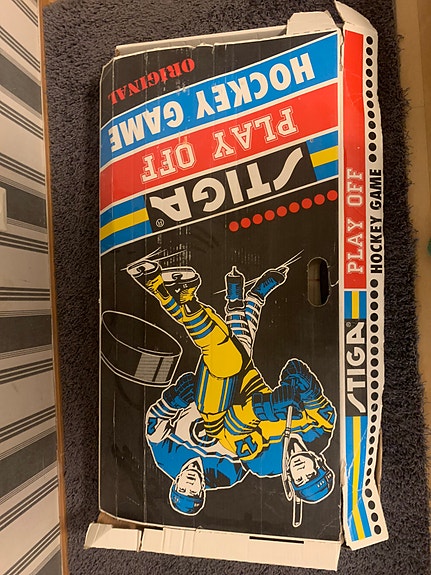 STIGA®
PLAY OFF
HOCKEY GAME
ORIGINAL
STIGA®
PLAY OFF
HOCKEY GAME